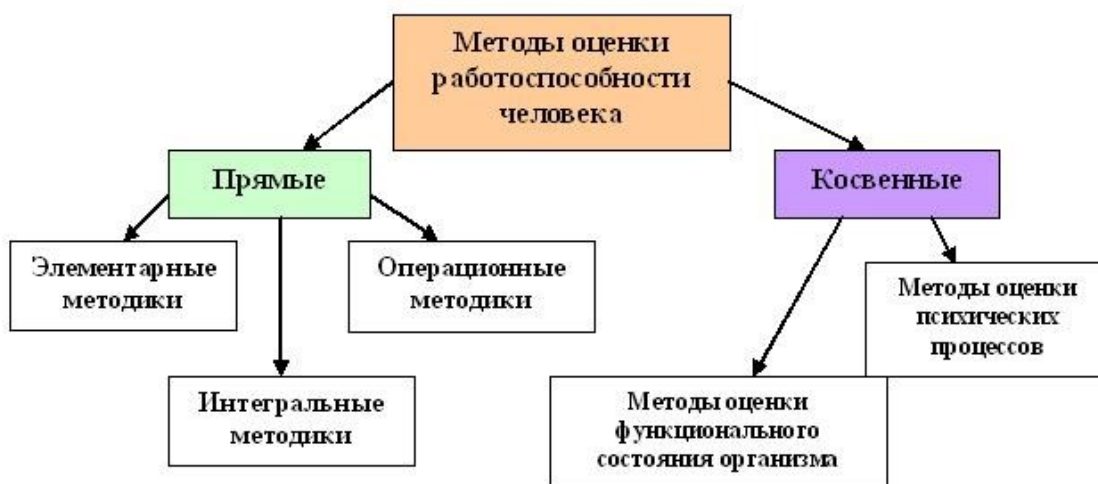 Методы оценки
работоспособности
человека
Прямые
Косвенные
Элементарные
методики
Операционные
методики
Методы оценки
психических
процессов
Интегральные
методики
Методы оценки
функционального
состояния организма